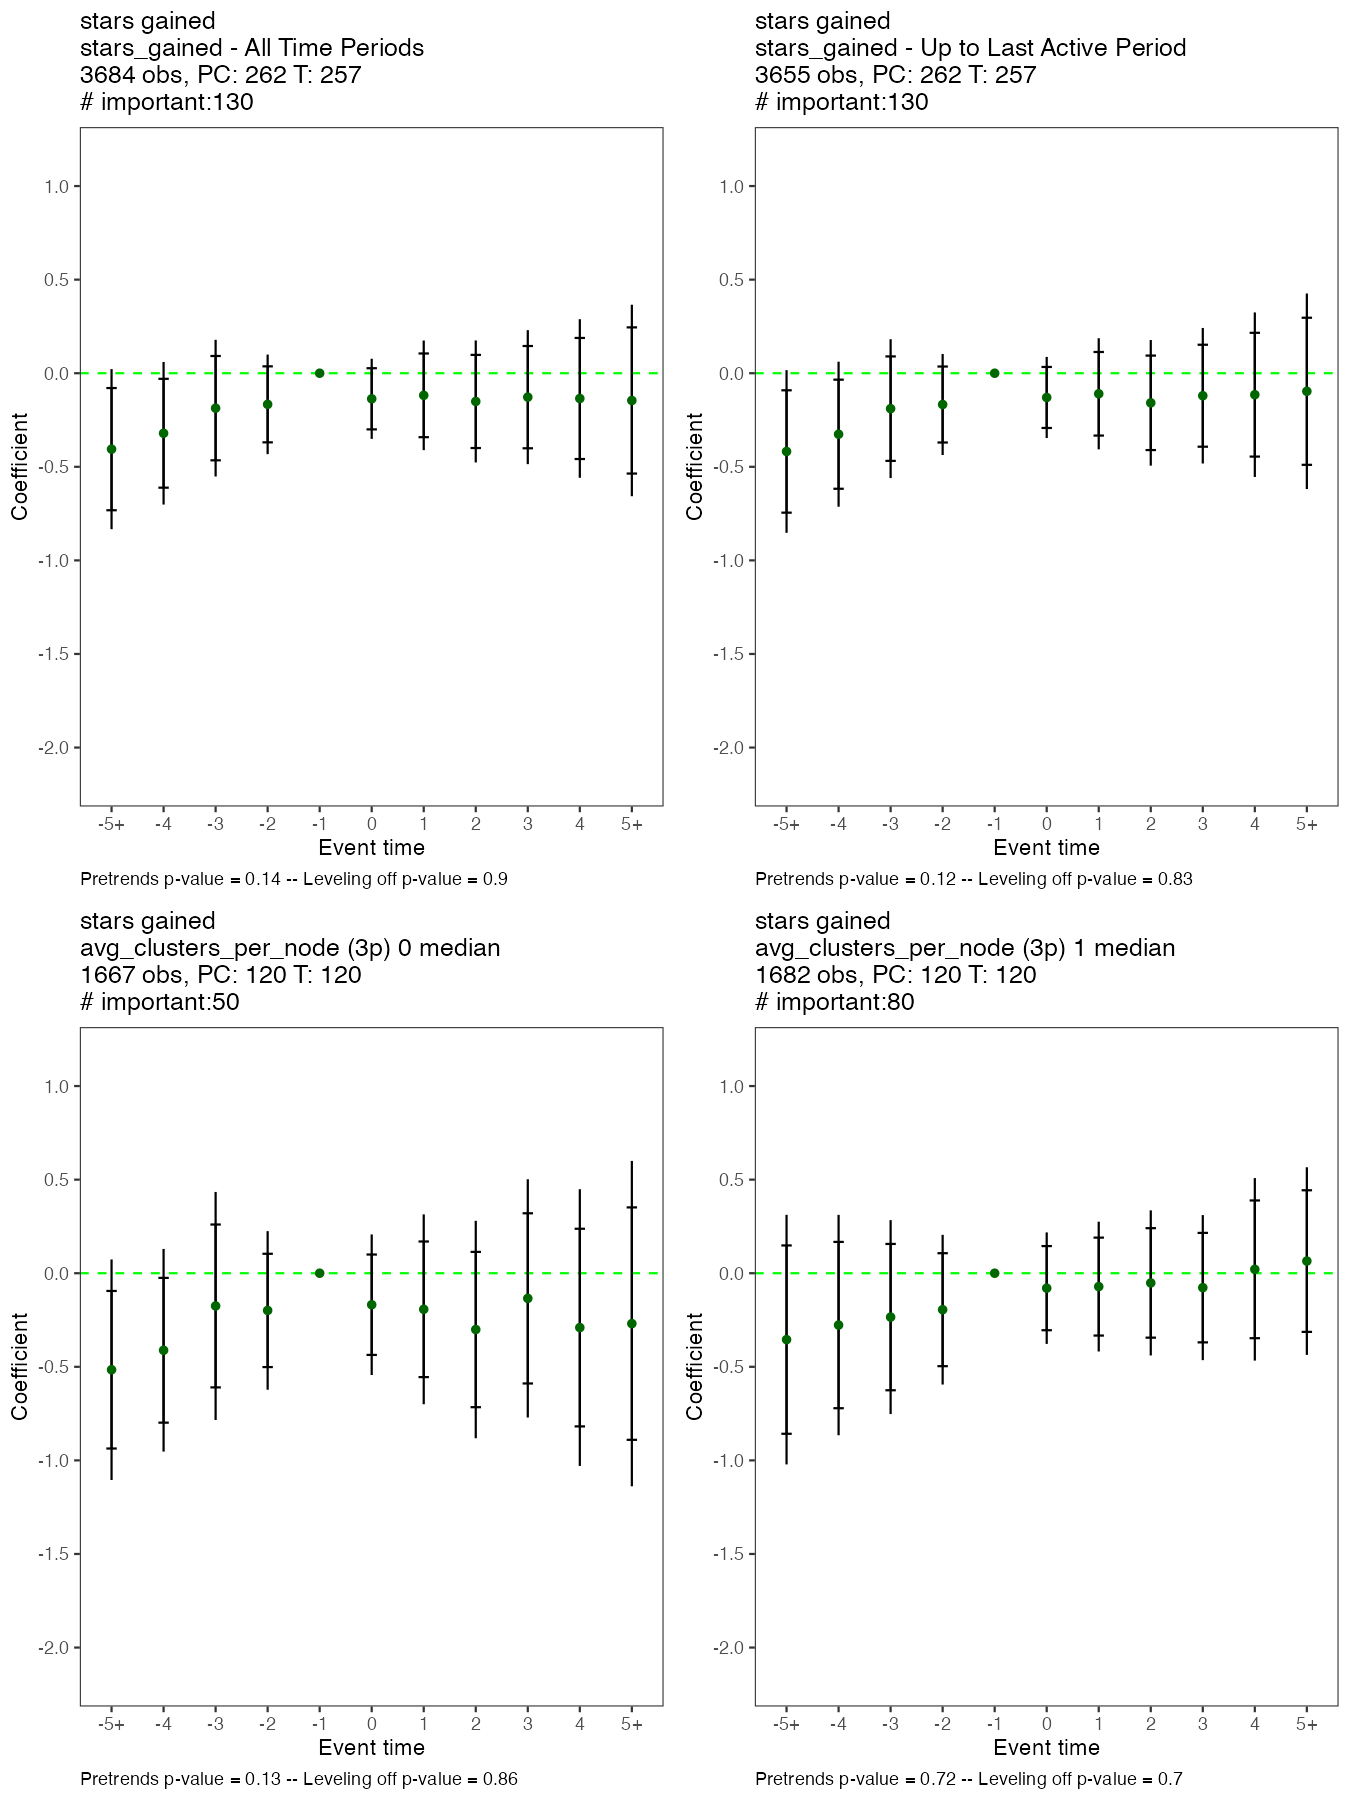 stars gained
stars_gained - All Time Periods
3684 obs, PC: 262 T: 257
# important:130
1.0
0.5
0.0
-0.5
-1.0
-1.5
-2.0
Coefficient
-5+ -4 -3 -2 -1 0 1 2 3 4 5+
Event time
Pretrends p-value = 0.14 -- Leveling off p-value = 0.9
stars gained
stars_gained - Up to Last Active Period
3655 obs, PC: 262 T: 257
# important:130
1.0
0.5
0.0
-0.5
-1.0
-1.5
-2.0
Coefficient
-5+ -4 -3 -2 -1 0 1 2 3 4 5+
Event time
Pretrends p-value = 0.12 -- Leveling off p-value = 0.83
stars gained
avg_clusters_per_node (3p) 0 median
1667 obs, PC: 120 T: 120
# important:50
1.0
0.5
0.0
-0.5
-1.0
-1.5
-2.0
Coefficient
-5+ -4 -3 -2 -1 0 1 2 3 4 5+
Event time
Pretrends p-value = 0.13 -- Leveling off p-value = 0.86
stars gained
avg_clusters_per_node (3p) 1 median
1682 obs, PC: 120 T: 120
# important:80
1.0
0.5
0.0
-0.5
-1.0
-1.5
-2.0
Coefficient
-5+ -4 -3 -2 -1 0 1 2 3 4 5+
Event time
Pretrends p-value = 0.72 -- Leveling off p-value = 0.7